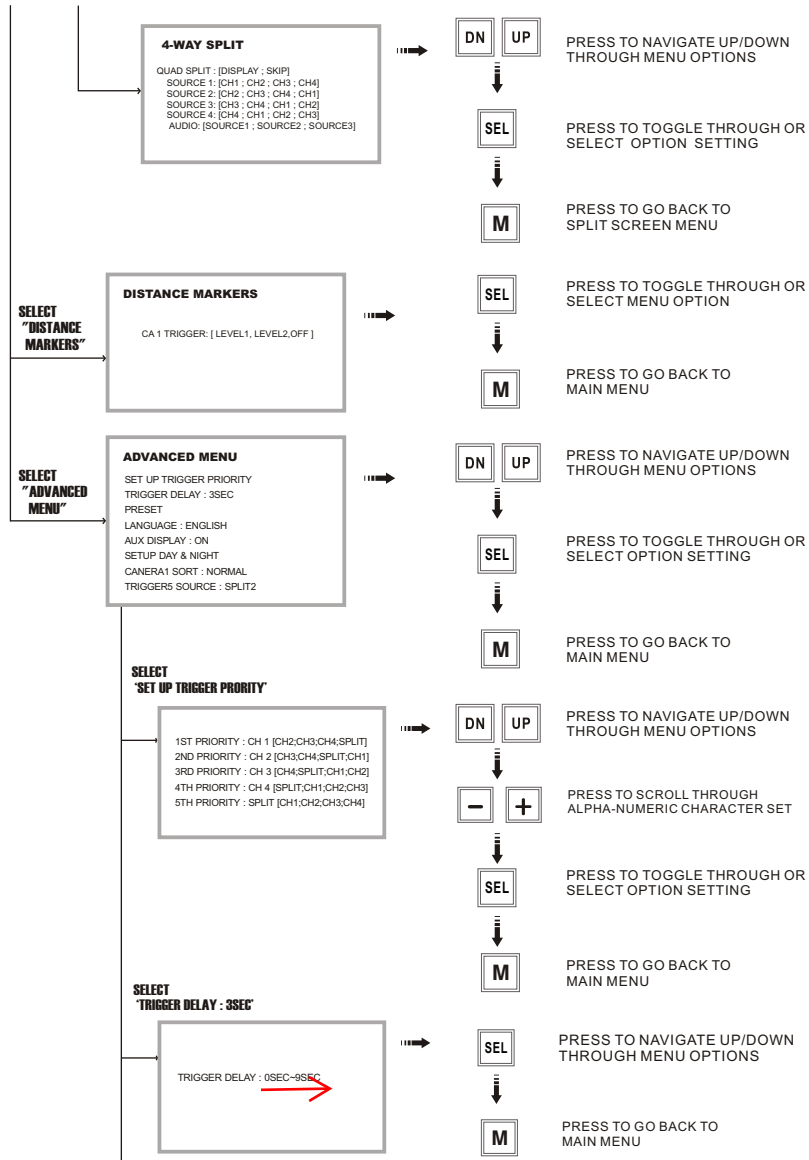 4-WAY SPLIT
QUAD SPLIT : [DISPLAY ; SKIP]
SOURCE 1: [CH1 ; CH2 ; CH3 ; CH4]
SOURCE 2: [CH2 ; CH3 ; CH4 ; CH1]
SOURCE 3: [CH3 ; CH4 ; CH1 ; CH2]
SOURCE 4: [CH4 ; CH1 ; CH2 ; CH3]
AUDIO: [SOURCE1 ; SOURCE2 ; SOURCE3]
DN UP
PRESS TO NAVIGATE UP/DOWN
THROUGH MENU OPTIONS
SEL
PRESS TO TOGGLE THROUGH OR
SELECT OPTION SETTING
M
PRESS TO GO BACK TO
SPLIT SCREEN MENU
SELECT
"DISTANCE
MARKERS"
DISTANCE MARKERS
CA 1 TRIGGER: [ LEVEL1, LEVEL2,OFF ]
SEL
PRESS TO TOGGLE THROUGH OR
SELECT MENU OPTION
M
PRESS TO GO BACK TO
MAIN MENU
SELECT
"ADVANCED
MENU"
ADVANCED MENU
SET UP TRIGGER PRIORITY
TRIGGER DELAY : 3SEC
PRESET
LANGUAGE : ENGLISH
AUX DISPLAY : ON
SETUP DAY & NIGHT
CANERA1 SORT : NORMAL
TRIGGER5 SOURCE : SPLIT2
DN UP
PRESS TO NAVIGATE UP/DOWN
THROUGH MENU OPTIONS
SEL
PRESS TO TOGGLE THROUGH OR
SELECT OPTION SETTING
M
PRESS TO GO BACK TO
MAIN MENU
SELECT
'SET UP TRIGGER PRORITY'
1ST PRIORITY : CH 1 [CH2;CH3;CH4;SPLIT]
2ND PRIORITY : CH 2 [CH3;CH4;SPLIT;CH1]
3RD PRIORITY : CH 3 [CH4;SPLIT;CH1;CH2]
4TH PRIORITY : CH 4 [SPLIT;CH1;CH2;CH3]
5TH PRIORITY : SPLIT [CH1;CH2;CH3;CH4]
DN UP
PRESS TO NAVIGATE UP/DOWN
THROUGH MENU OPTIONS
− +
PRESS TO SCROLL THROUGH
ALPHA-NUMERIC CHARACTER SET
SEL
PRESS TO TOGGLE THROUGH OR
SELECT OPTION SETTING
M
PRESS TO GO BACK TO
MAIN MENU
SELECT
'TRIGGER DELAY : 3SEC'
TRIGGER DELAY : 0SEC~9SEC
SEL
PRESS TO NAVIGATE UP/DOWN
THROUGH MENU OPTIONS
M
PRESS TO GO BACK TO
MAIN MENU